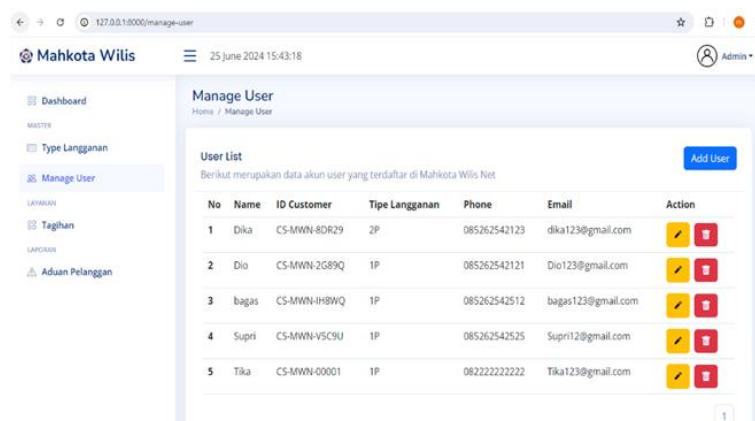 127.0.0.1:8000/manage-user
Mahkota Wilis
25 June 2024 15:43:18
Admin
Dashboard
MASTER
Type Langganan
Manage User
LAYANAN
Tagihan
LAPORAN
Aduan Pelanggan
Manage User
Home / Manage User
User List
Add User
Berikut merupakan data akun user yang terdaftar di Mahkota Wilis Net
No Name ID Customer Tipe Langganan Phone Email Action
1 Dika CS-MWN-8DR29 2P 085262542123 dika123@gmail.com
2 Dio CS-MWN-2G89Q 1P 085262542121 Dio123@gmail.com
3 bagas CS-MWN-IH8WQ 1P 085262542512 bagas123@gmail.com
4 Supri CS-MWN-V5C9U 1P 085262542525 Supri12@gmail.com
5 Tika CS-MWN-00001 1P 082222222222 Tika123@gmail.com
1